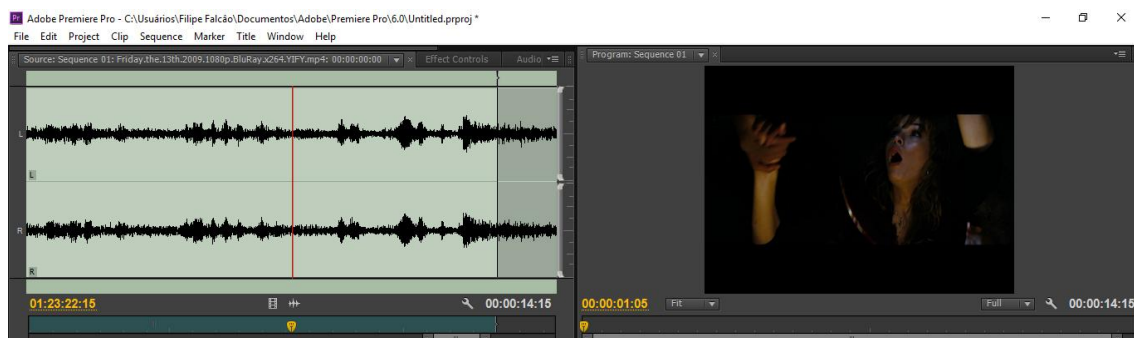 Pr Adobe Premiere Pro - C:\Usuários\Filipe Falcão\Documentos\Adobe\Premiere Pro\6.0\Untitled.prproj *
File Edit Project Clip Sequence Marker Title Window Help
Source: Sequence 01: Friday.the.13th.2009.1080p.BluRay.x264.YIFY.mp4: 00:00:00:00 Effect Controls Audio
Program: Sequence 01
L
L
R
R
01:23:22:15 00:00:14:15
00:00:01:05 Fit Full 00:00:14:15